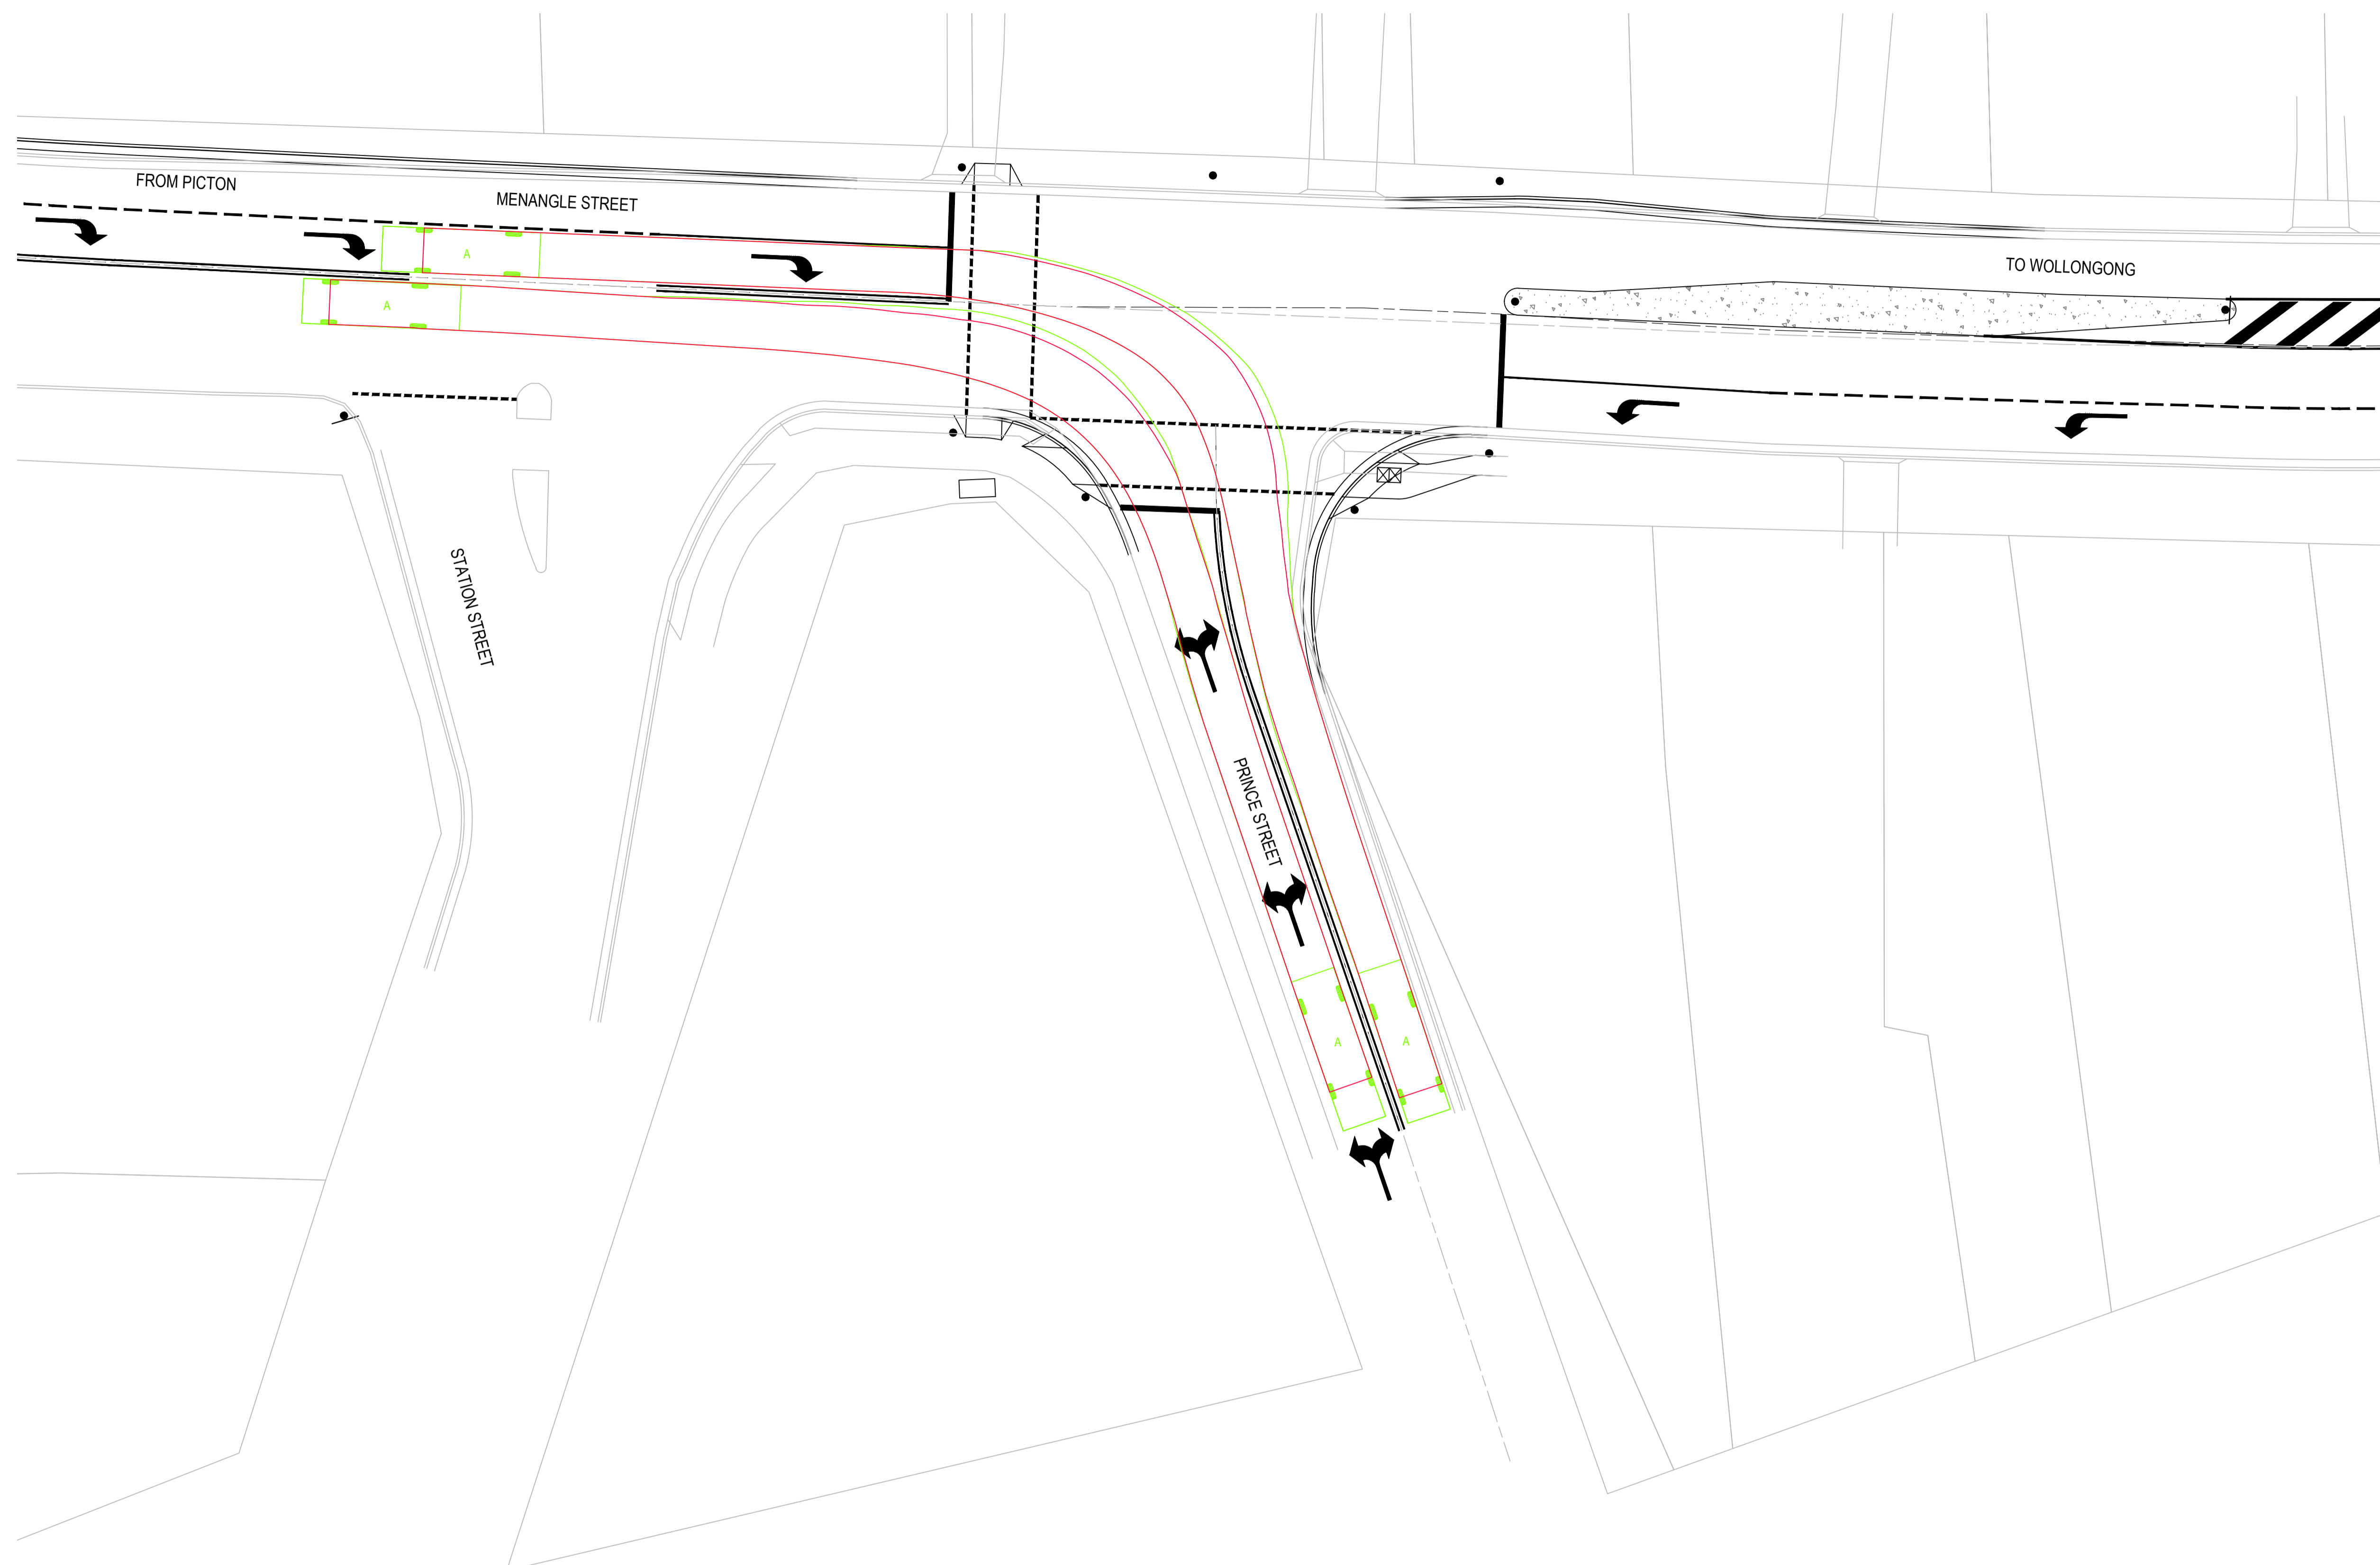 FROM PICTON
MENANGLE STREET
TO WOLLONGONG
A
A
STATION STREET
PRINCE STREET
A
A